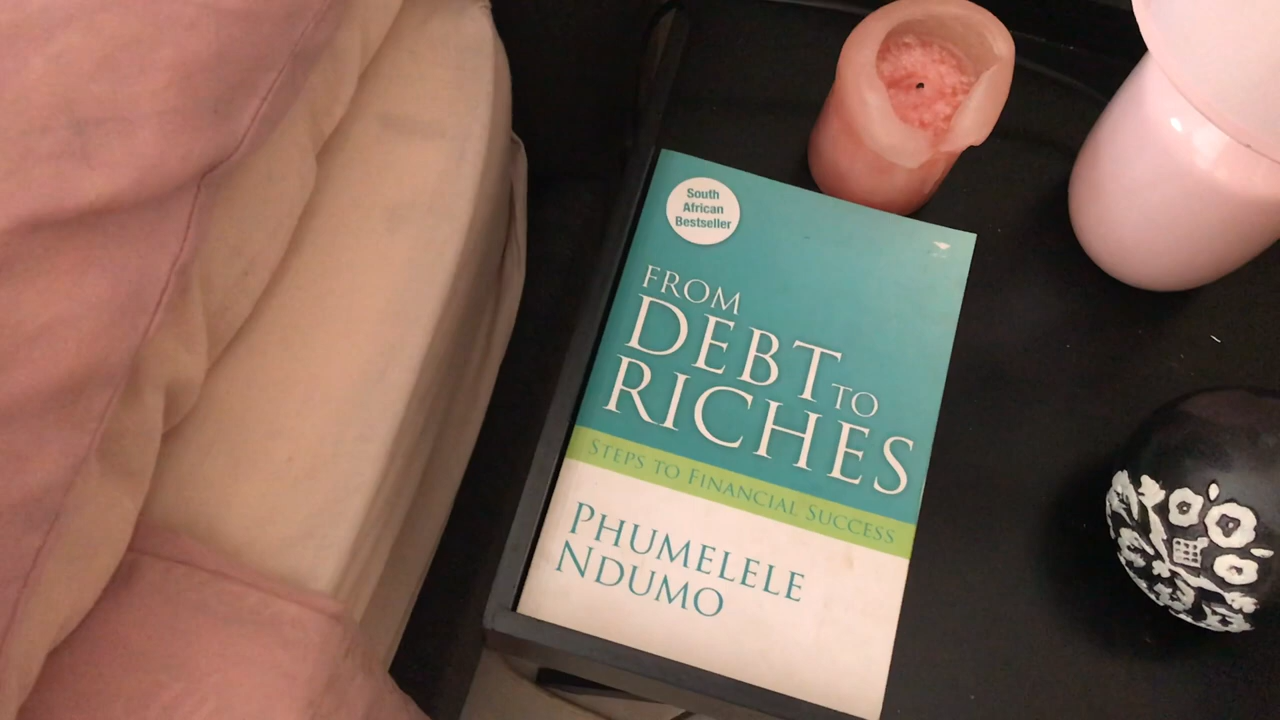 South
African
Bestseller
FROM
DEBT TO
RICHES
STEPS TO FINANCIAL SUCCESS
PHUMELELE
NDUMO